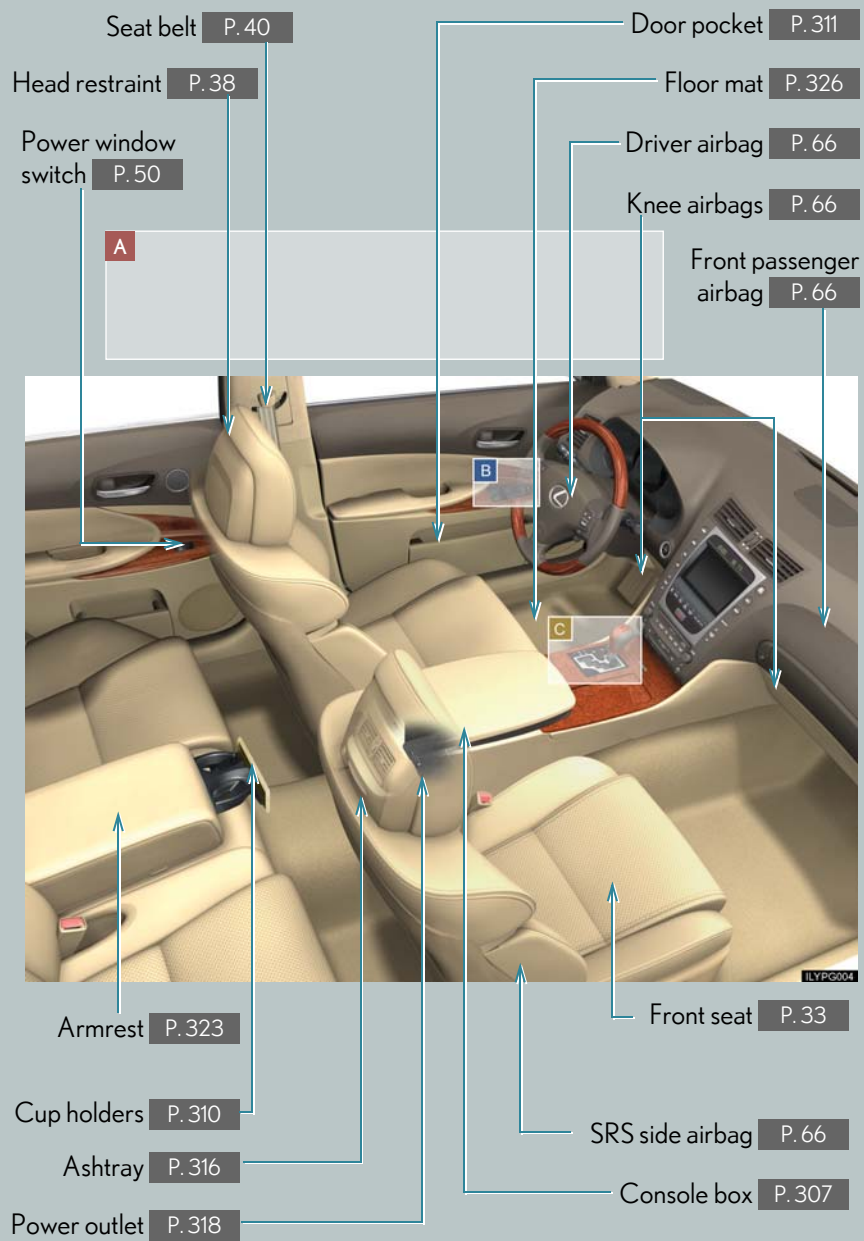 Seat belt P. 40
Head restraint P. 38
Power window
switch P. 50
Door pocket P. 311
Floor mat P. 326
Driver airbag P. 66
Knee airbags P. 66
Front passenger
airbag P. 66
A
B
C
ILYPG004
Armrest P. 323
Cup holders P. 310
Ashtray P. 316
Power outlet P. 318
Front seat P. 33
SRS side airbag P. 66
Console box P. 307